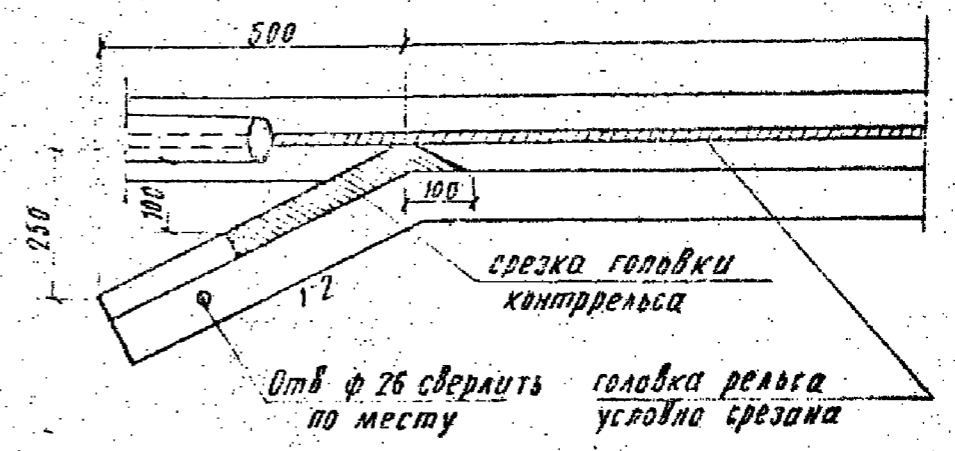 500
250
100
100
срезка головки
контррельса
1-2
Отв ф 26 сверлить
по месту
головка рельса
условно срезана